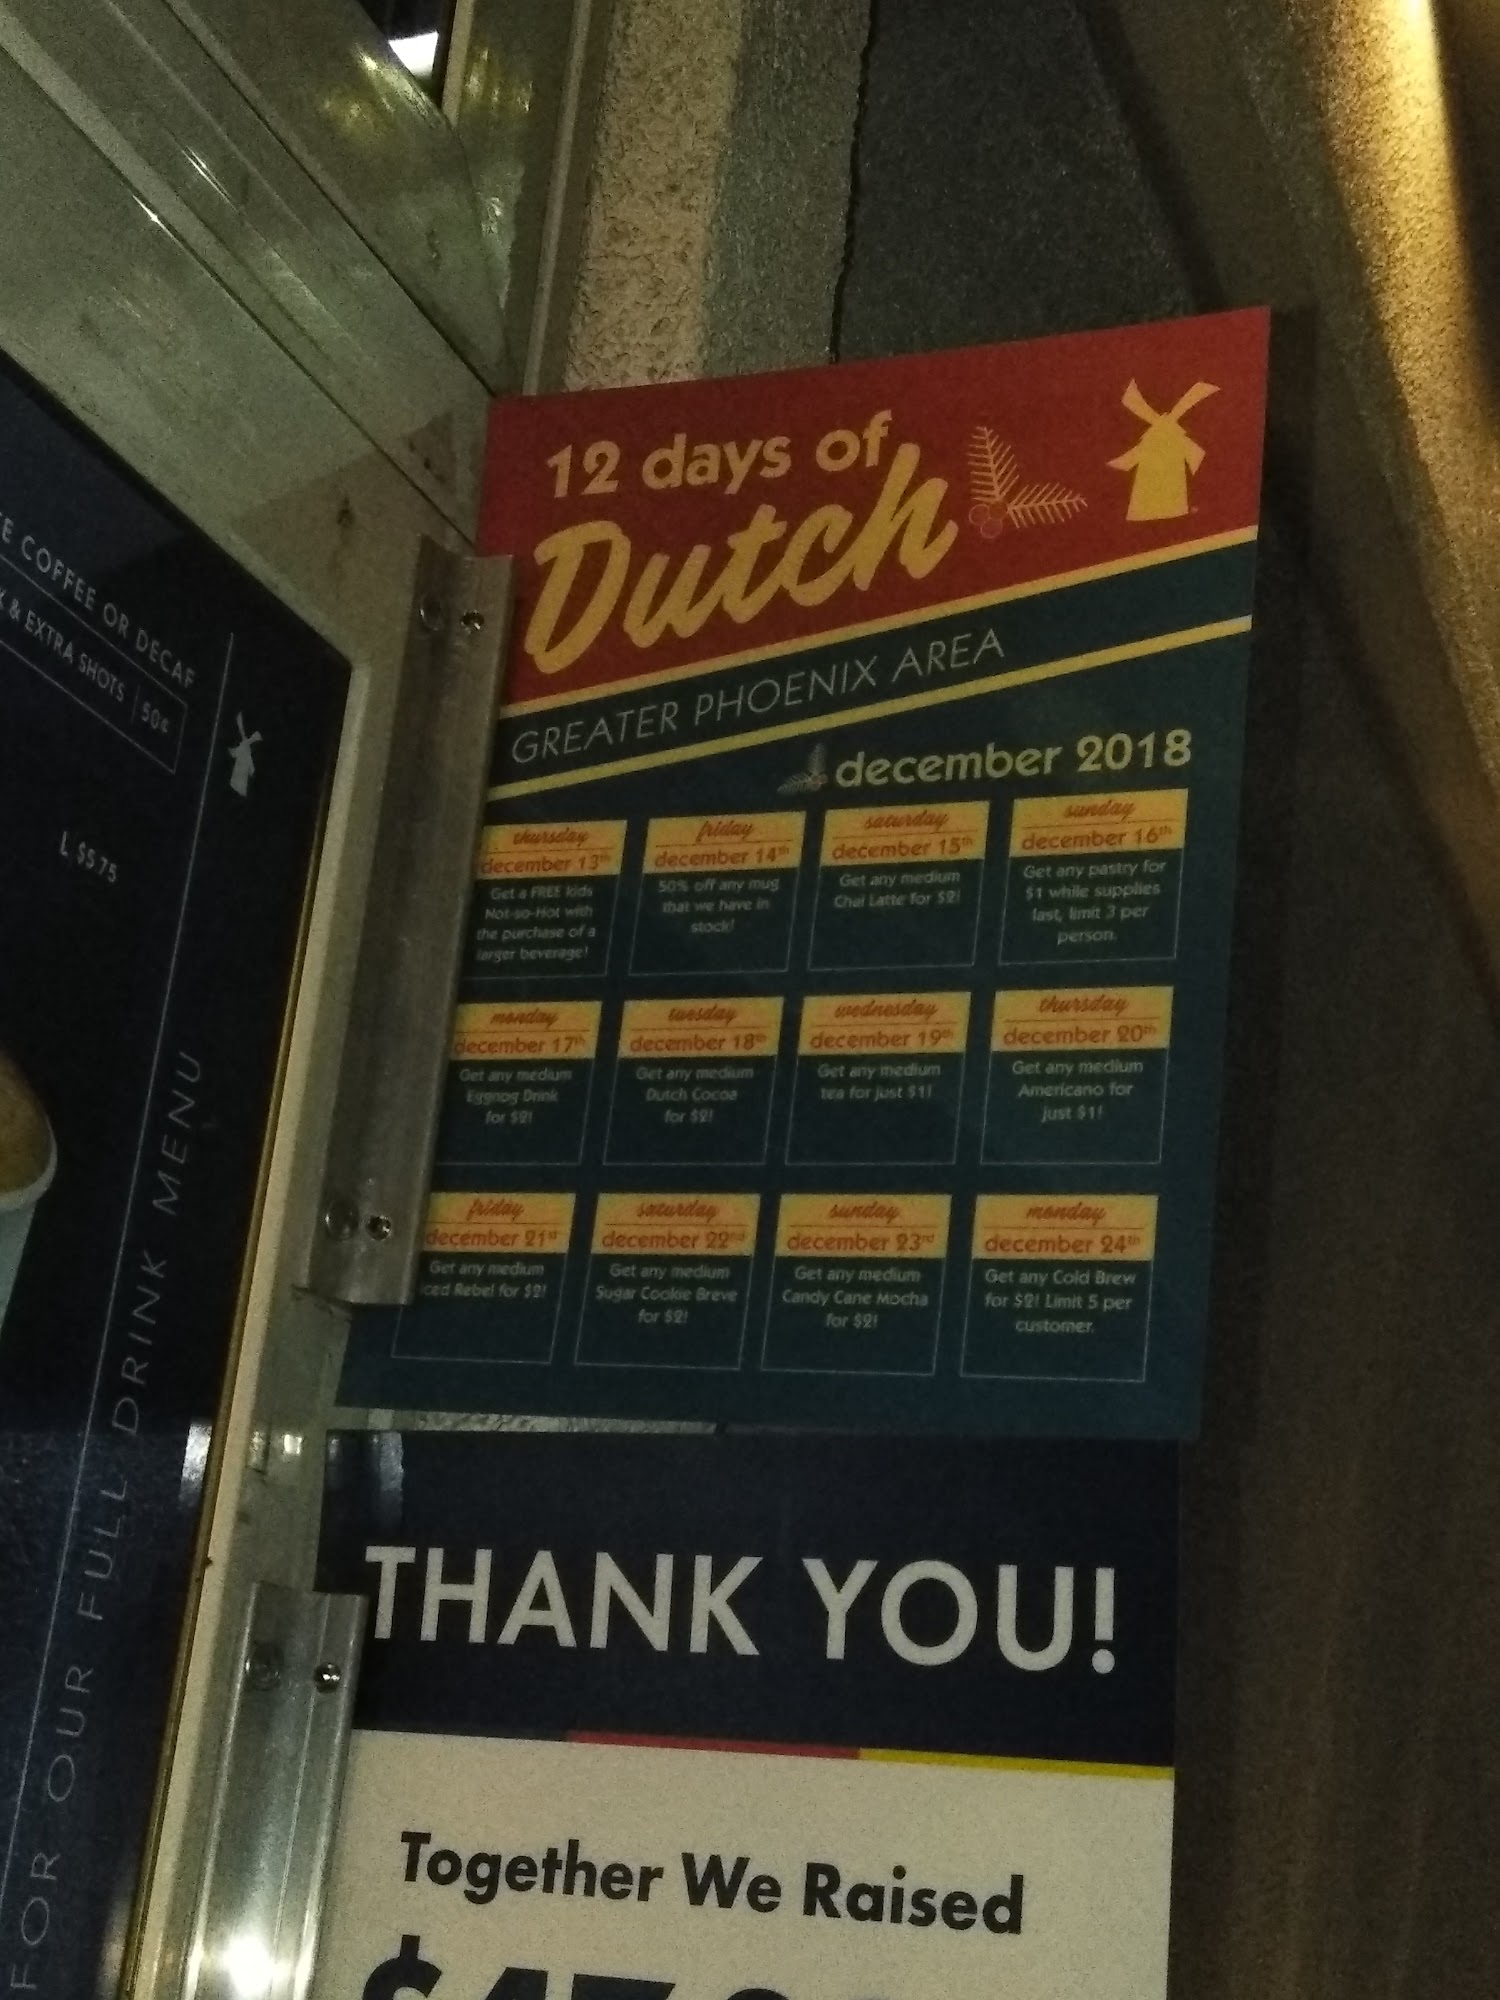 COFFEE OR DECAF
& EXTRA SHOTS | 50¢
L $5.75
FOR OUR FULL DRINK MENU
12 days of
Dutch
GREATER PHOENIX AREA
december 2018
thursday
december 13th
Get a FREE kids
Not-so-Hot with
the purchase of a
larger beverage!
friday
december 14th
50% off any mug
that we have in
stock!
saturday
december 15th
Get any medium
Chai Latte for $2!
sunday
december 16th
Get any pastry for
$1 while supplies
last, limit 3 per
person.
monday
december 17th
Get any medium
Eggnog Drink
for $2!
tuesday
december 18th
Get any medium
Dutch Cocoa
for $2!
wednesday
december 19th
Get any medium
tea for just $1!
thursday
december 20th
Get any medium
Americano for
just $1!
friday
december 21st
Get any medium
Iced Rebel for $2!
saturday
december 22nd
Get any medium
Sugar Cookie Breve
for $2!
sunday
december 23rd
Get any medium
Candy Cane Mocha
for $2!
monday
december 24th
Get any Cold Brew
for $2! Limit 5 per
customer.
THANK YOU!
Together We Raised